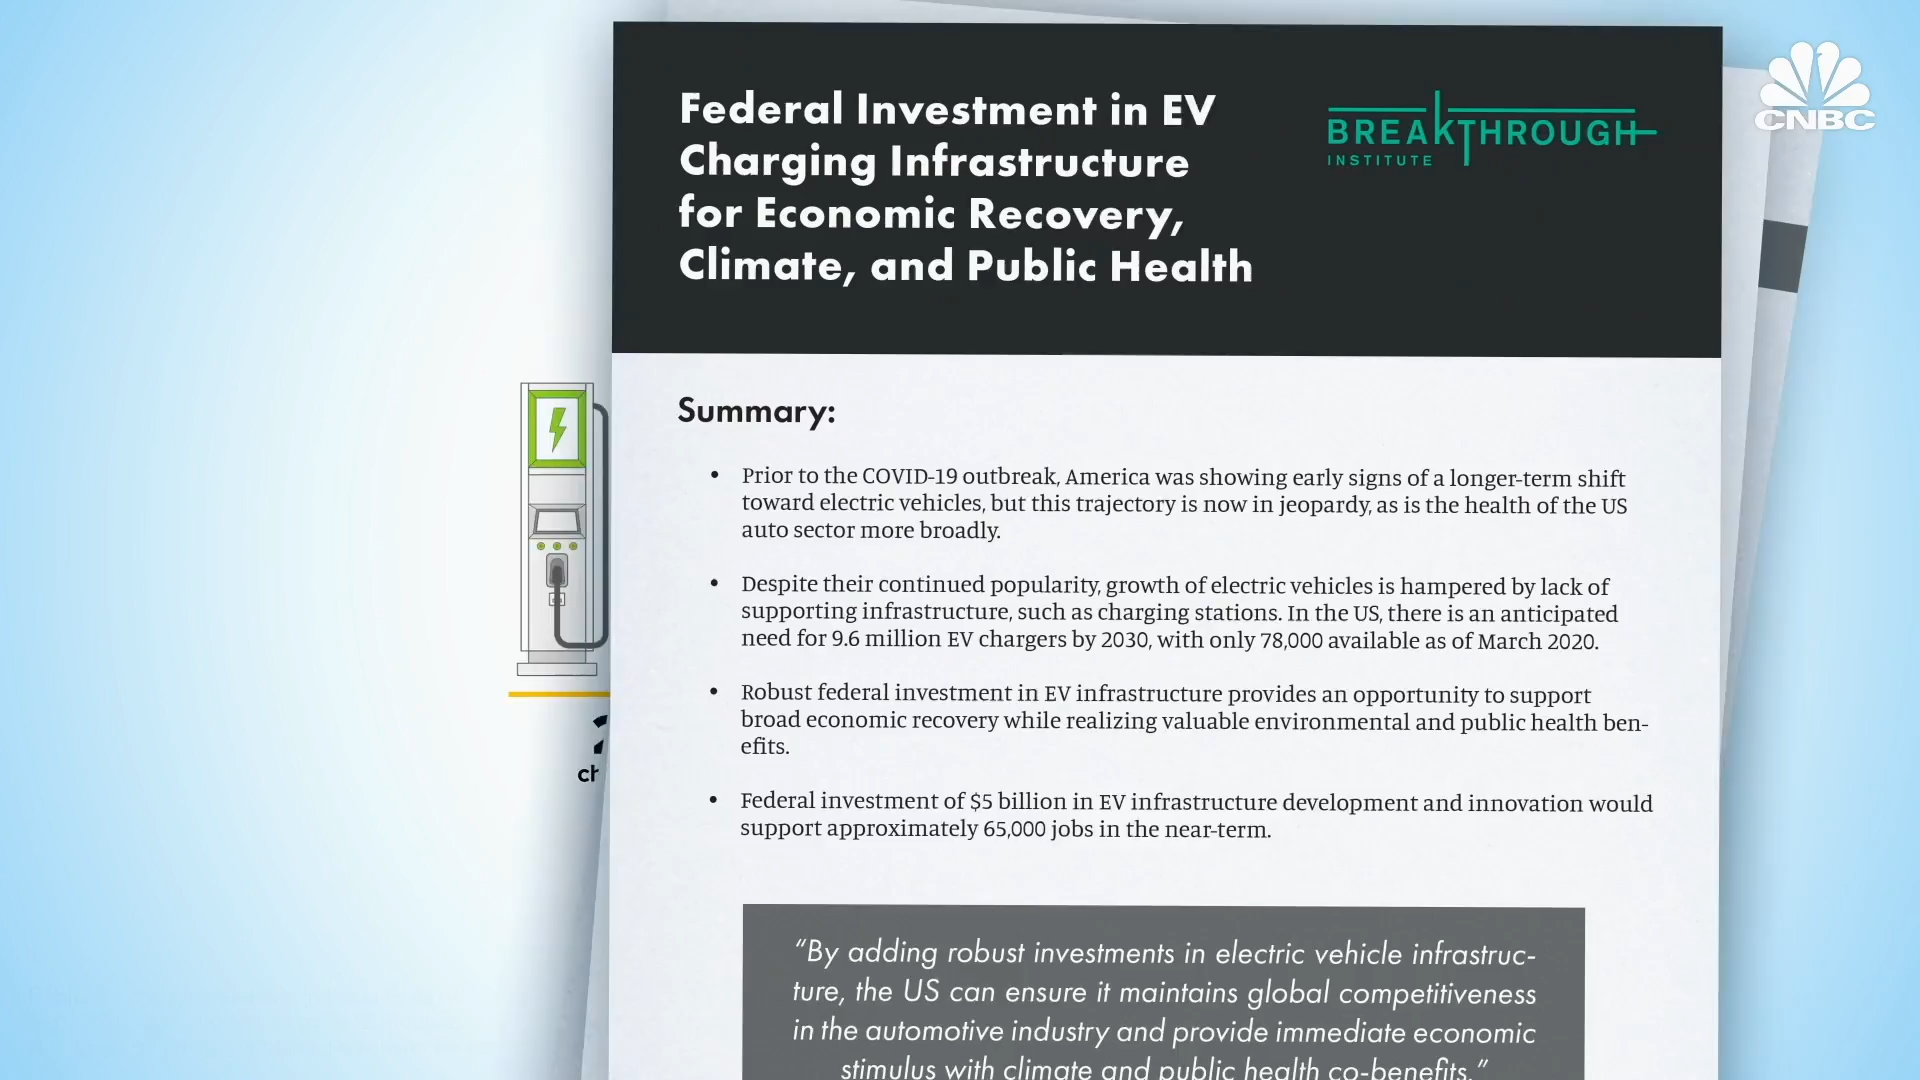 Federal Investment in EV
Charging Infrastructure
for Economic Recovery,
Climate, and Public Health
BREAKTHROUGH
INSTITUTE
CNBC
Summary:
• Prior to the COVID-19 outbreak, America was showing early signs of a longer-term shift
toward electric vehicles, but this trajectory is now in jeopardy, as is the health of the US
auto sector more broadly.
• Despite their continued popularity, growth of electric vehicles is hampered by lack of
supporting infrastructure, such as charging stations. In the US, there is an anticipated
need for 9.6 million EV chargers by 2030, with only 78,000 available as of March 2020.
• Robust federal investment in EV infrastructure provides an opportunity to support
broad economic recovery while realizing valuable environmental and public health ben-
efits.
• Federal investment of $5 billion in EV infrastructure development and innovation would
support approximately 65,000 jobs in the near-term.
“By adding robust investments in electric vehicle infrastruc-
ture, the US can ensure it maintains global competitiveness
in the automotive industry and provide immediate economic
stimulus with climate and public health co-benefits.”